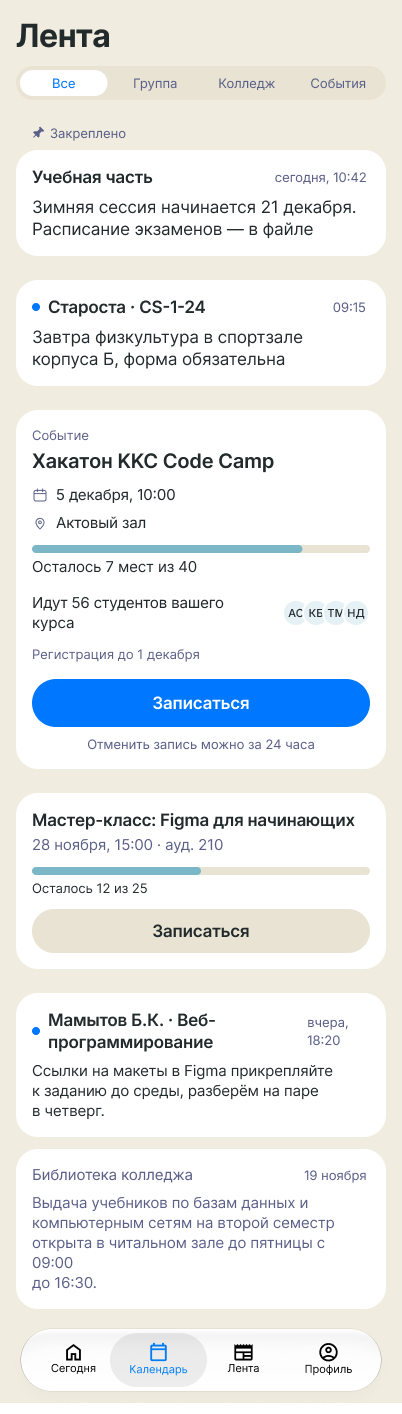 Лента
Все Группа Колледж События
Закреплено
Учебная часть сегодня, 10:42
Зимняя сессия начинается 21 декабря.
Расписание экзаменов — в файле
Староста · CS-1-24 09:15
Завтра физкультура в спортзале
корпуса Б, форма обязательна
Событие
Хакатон ККС Code Camp
5 декабря, 10:00
Актовый зал
Осталось 7 мест из 40
Идут 56 студентов вашего
курса
АС КБ ТМ НД
Регистрация до 1 декабря
Записаться
Отменить запись можно за 24 часа
Мастер-класс: Figma для начинающих
28 ноября, 15:00 · ауд. 210
Осталось 12 из 25
Записаться
Мамытов Б.К. · Веб-
программирование
вчера,
18:20
Ссылки на макеты в Figma прикрепляйте
к заданию до среды, разберём на паре
в четверг.
Библиотека колледжа 19 ноября
Выдача учебников по базам данных и
компьютерным сетям на второй семестр
открыта в читальном зале до пятницы с
09:00
до 16:30.
Сегодня Календарь Лента Профиль